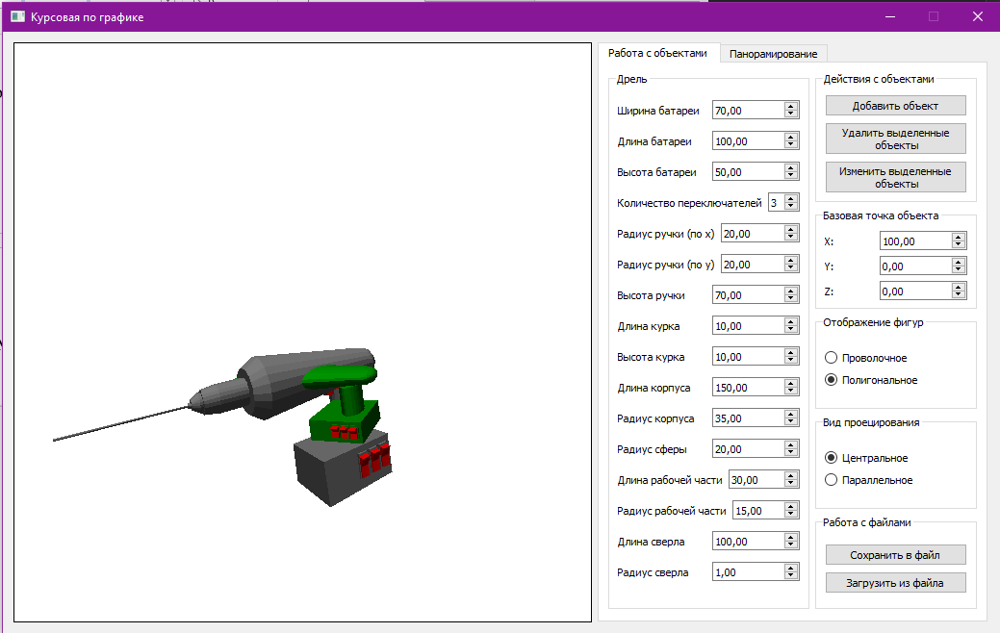 Курсовая по графике
Работа с объектами
Панорамирование
Дрель
Ширина батареи 70,00
Длина батареи 100,00
Высота батареи 50,00
Количество переключателей 3
Радиус ручки (по x) 20,00
Радиус ручки (по y) 20,00
Высота ручки 70,00
Длина курка 10,00
Высота курка 10,00
Длина корпуса 150,00
Радиус корпуса 35,00
Радиус сферы 20,00
Длина рабочей части 30,00
Радиус рабочей части 15,00
Длина сверла 100,00
Радиус сверла 1,00
Действия с объектами
Добавить объект
Удалить выделенные
объекты
Изменить выделенные
объекты
Базовая точка объекта
X: 100,00
Y: 0,00
Z: 0,00
Отображение фигур
Проволочное
Полигональное
Вид проецирования
Центральное
Параллельное
Работа с файлами
Сохранить в файл
Загрузить из файла